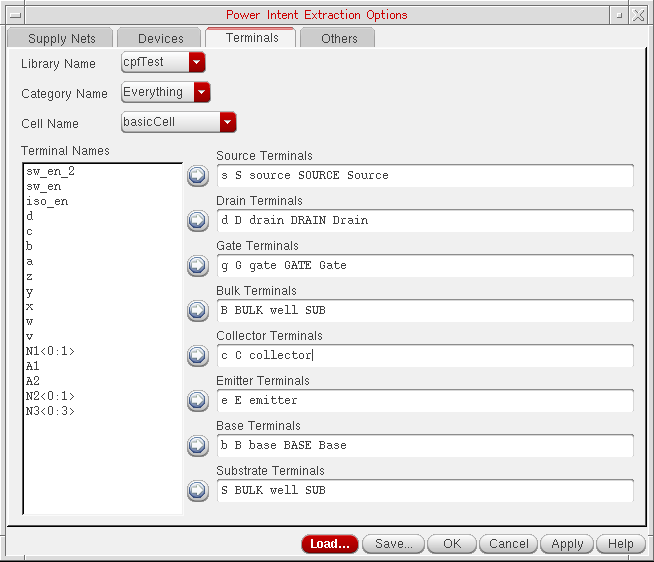 Power Intent Extraction Options
Supply Nets Devices Terminals Others
Library Name cpfTest
Category Name Everything
Cell Name basicCell
Terminal Names
sw_en_2
sw_en
iso_en
d
c
b
a
z
y
x
w
v
N1<0:1>
A1
A2
N2<0:1>
N3<0:3>
Source Terminals
s S source SOURCE Source
Drain Terminals
d D drain DRAIN Drain
Gate Terminals
g G gate GATE Gate
Bulk Terminals
B BULK well SUB
Collector Terminals
c C collector
Emitter Terminals
e E emitter
Base Terminals
b B base BASE Base
Substrate Terminals
S BULK well SUB
Load... Save... OK Cancel Apply Help